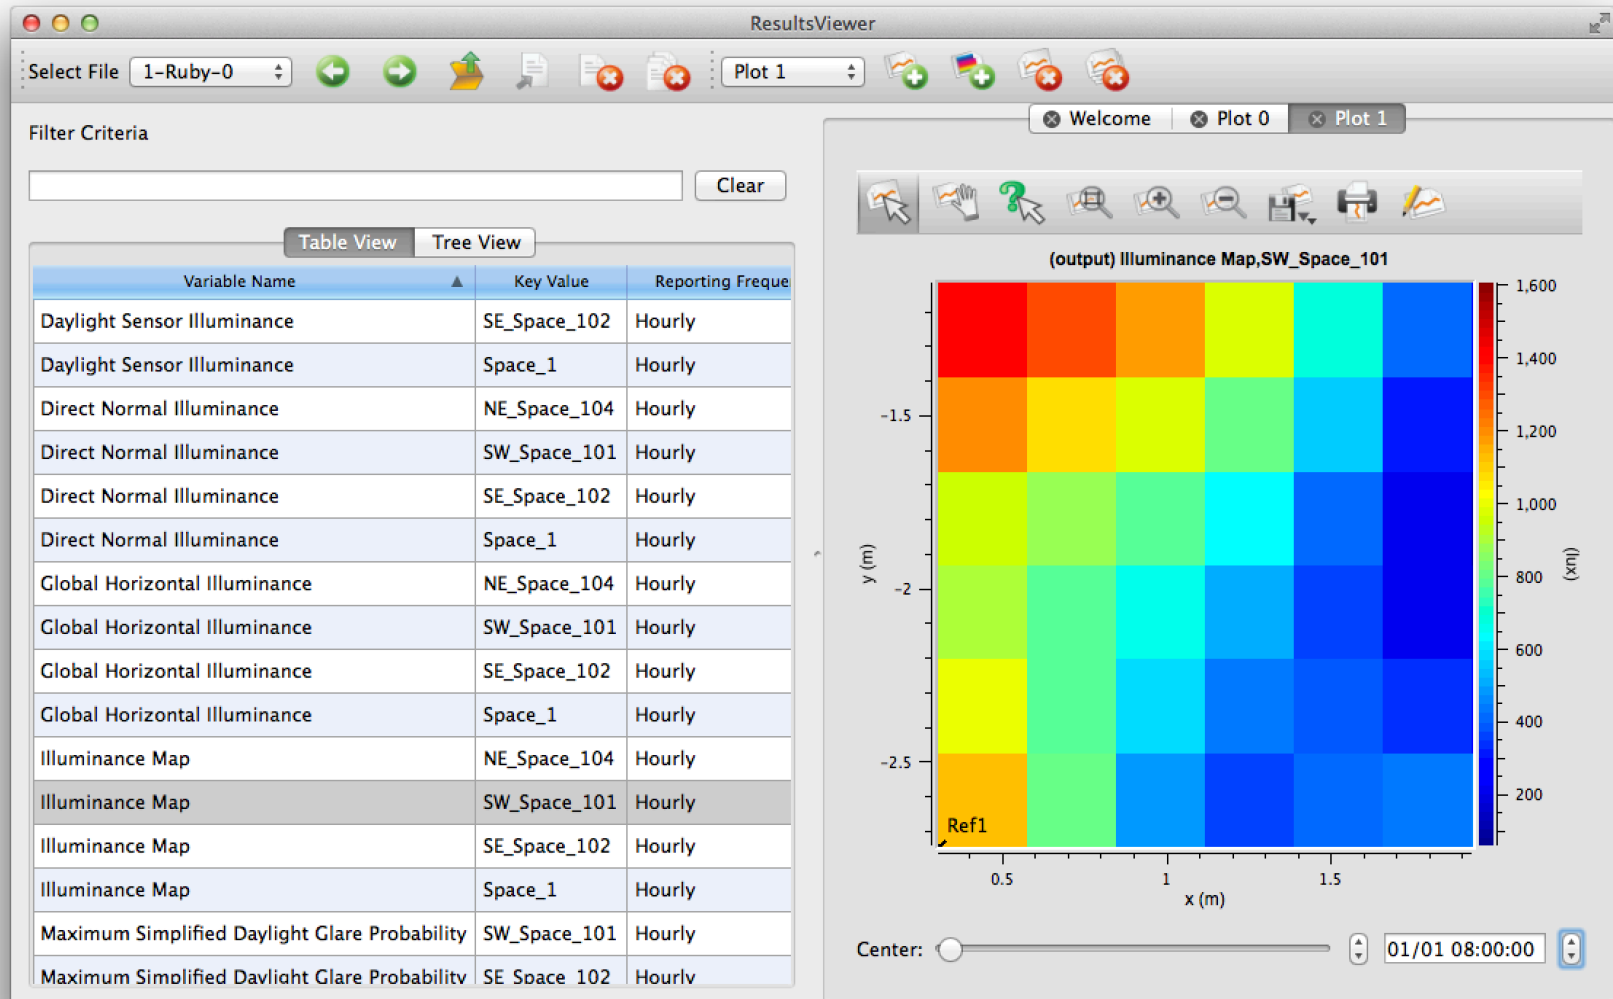 ResultsViewer
Select File 1-Ruby-0 Plot 1
Welcome Plot 0 Plot 1
Filter Criteria
Clear
Table View Tree View
Variable Name Key Value Reporting Freque
Daylight Sensor Illuminance SE_Space_102 Hourly
Daylight Sensor Illuminance Space_1 Hourly
Direct Normal Illuminance NE_Space_104 Hourly
Direct Normal Illuminance SW_Space_101 Hourly
Direct Normal Illuminance SE_Space_102 Hourly
Direct Normal Illuminance Space_1 Hourly
Global Horizontal Illuminance NE_Space_104 Hourly
Global Horizontal Illuminance SW_Space_101 Hourly
Global Horizontal Illuminance SE_Space_102 Hourly
Global Horizontal Illuminance Space_1 Hourly
Illuminance Map NE_Space_104 Hourly
Illuminance Map SW_Space_101 Hourly
Illuminance Map SE_Space_102 Hourly
Illuminance Map Space_1 Hourly
Maximum Simplified Daylight Glare Probability SW_Space_101 Hourly
Maximum Simplified Daylight Glare Probability SE_Space_102 Hourly
(output) Illuminance Map,SW_Space_101
y (m)
-1.5
-2
-2.5
Ref1
0.5 1 1.5
x (m)
1,600
1,400
1,200
1,000
800
600
400
200
(lux)
Center: 01/01 08:00:00